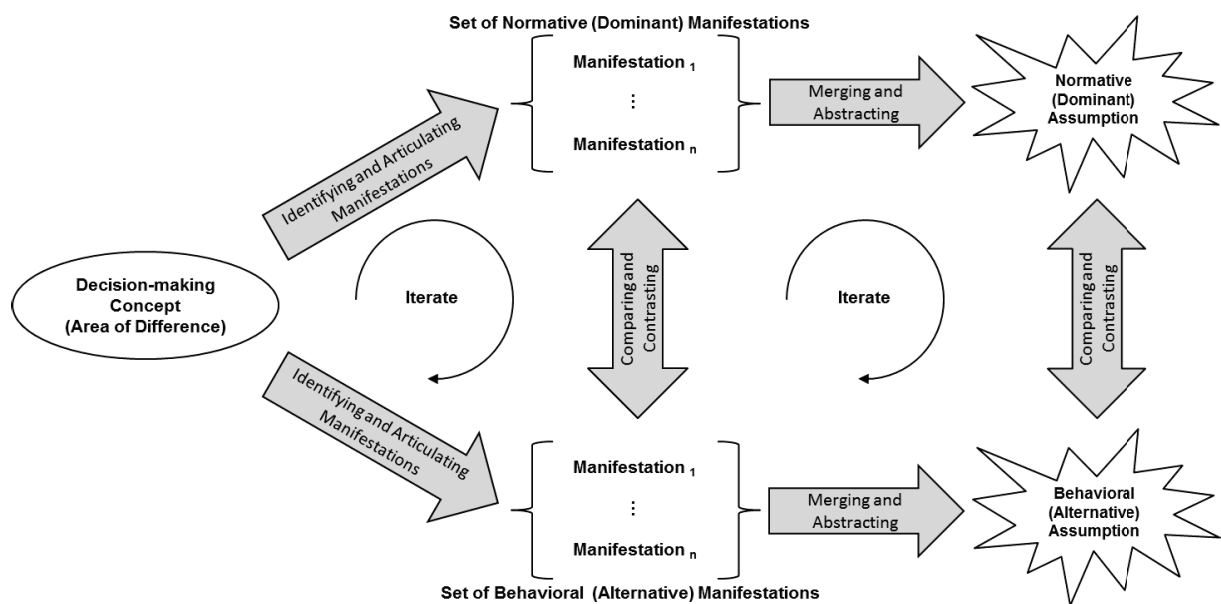 Set of Normative (Dominant) Manifestations
Manifestation 1
⋮
Manifestation n
Merging and
Abstracting
Normative
(Dominant)
Assumption
Identifying and Articulating
Manifestations
Decision-making
Concept
(Area of Difference)
Iterate
Comparing and
Contrasting
Iterate
Comparing and
Contrasting
Identifying and Articulating
Manifestations
Manifestation 1
⋮
Manifestation n
Merging and
Abstracting
Behavioral
(Alternative)
Assumption
Set of Behavioral (Alternative) Manifestations